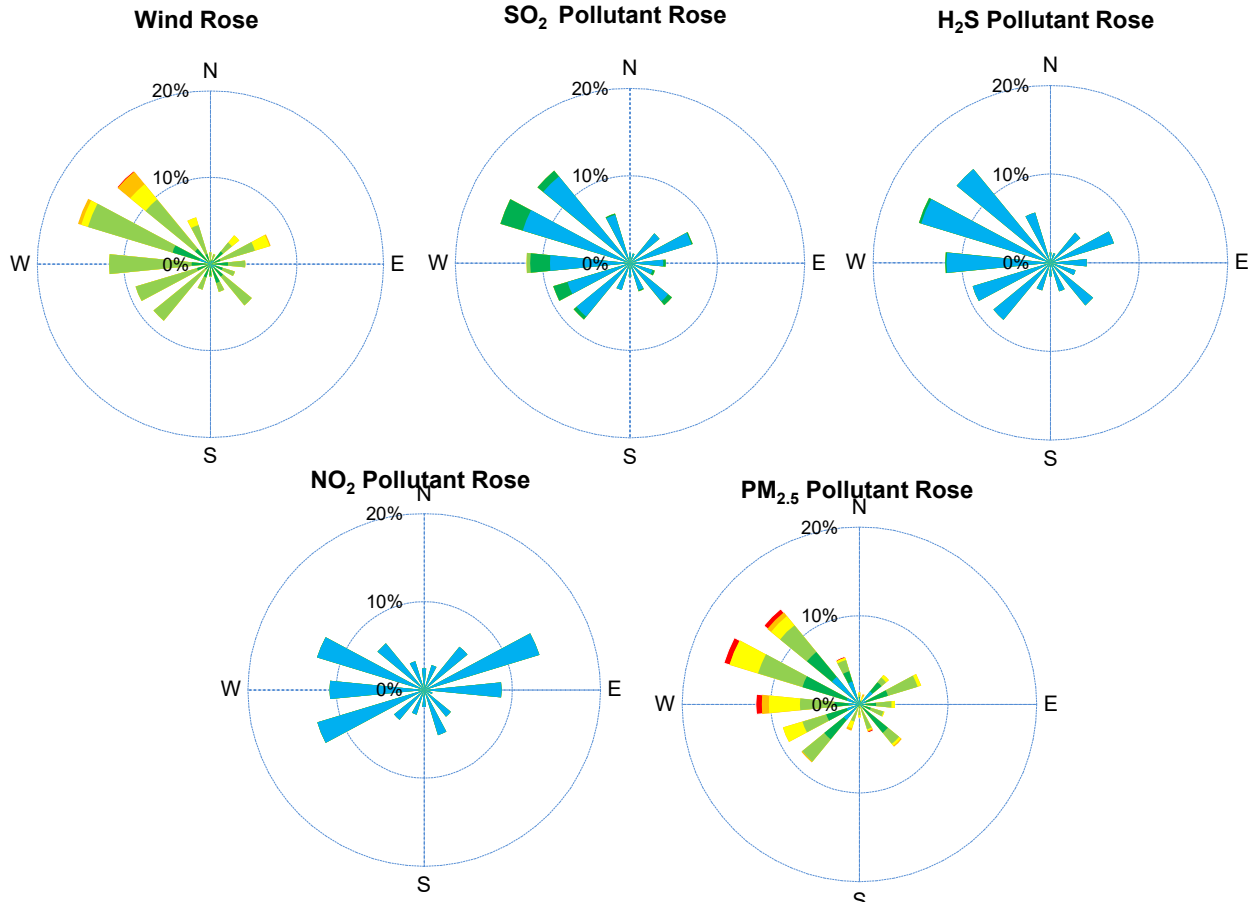 Wind Rose
SO₂ Pollutant Rose
H₂S Pollutant Rose
N
20%
10%
0%
W
E
S
N
20%
10%
0%
W
E
S
N
20%
10%
0%
W
E
S
NO₂ Pollutant Rose
PM₂.₅ Pollutant Rose
N
20%
10%
0%
W
E
S
N
20%
10%
0%
W
E
S